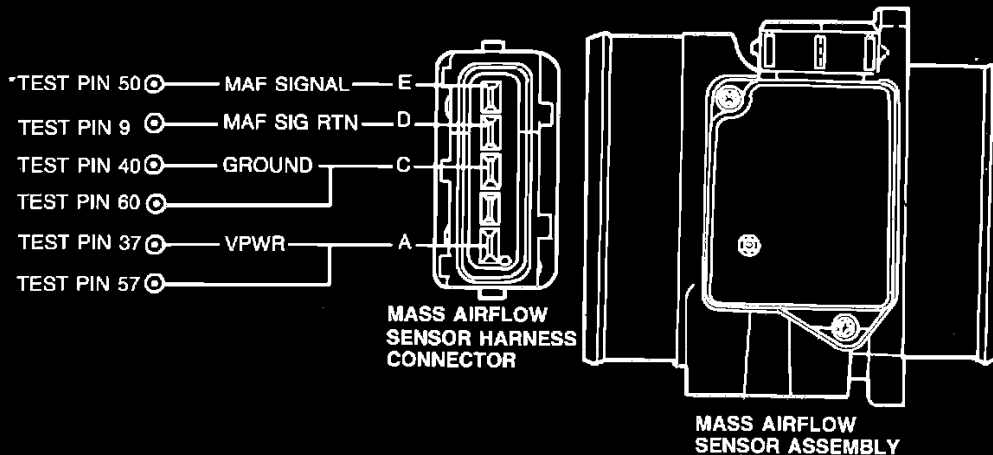 *TEST PIN 50 MAF SIGNAL E
TEST PIN 9 MAF SIG RTN D
TEST PIN 40 GROUND C
TEST PIN 60
TEST PIN 37 VPWR A
TEST PIN 57
MASS AIRFLOW
SENSOR HARNESS
CONNECTOR
MASS AIRFLOW
SENSOR ASSEMBLY